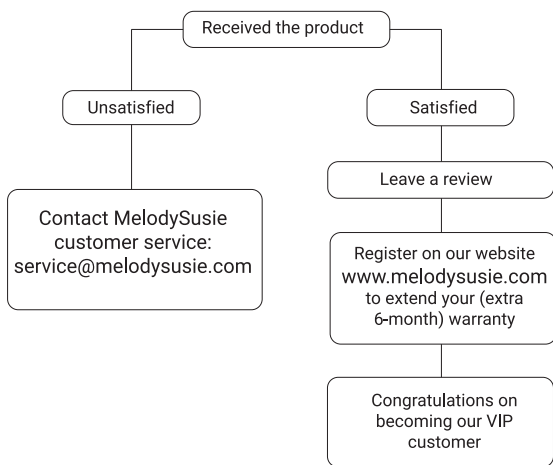 Received the product
Unsatisfied
Satisfied
Contact MelodySusie
customer service:
service@melodysusie.com
Leave a review
Register on our website
www.melodysusie.com
to extend your (extra
6-month) warranty
Congratulations on
becoming our VIP
customer